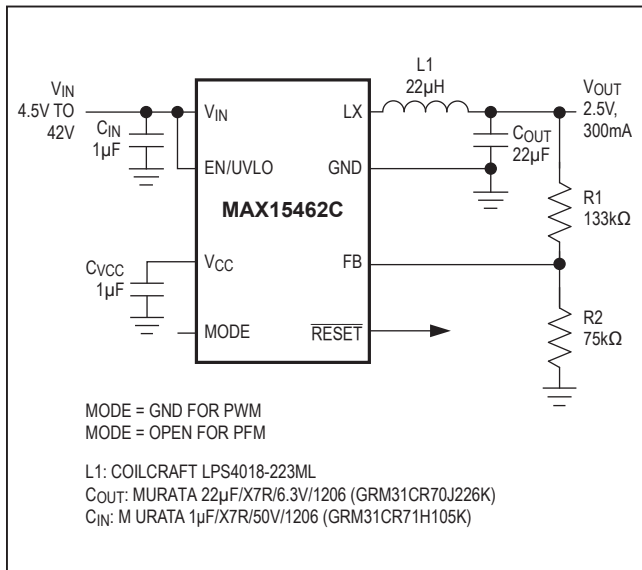 VIN
4.5V TO
42V
CIN
1µF
VIN
EN/UVLO
MAX15462C
VCC
MODE
LX
GND
FB
RESET
L1
22µH
COUT
22µF
VOUT
2.5V,
300mA
R1
133kΩ
R2
75kΩ
CVCC
1µF
MODE = GND FOR PWM
MODE = OPEN FOR PFM
L1: COILCRAFT LPS4018-223ML
COUT: MURATA 22µF/X7R/6.3V/1206 (GRM31CR70J226K)
CIN: M URATA 1µF/X7R/50V/1206 (GRM31CR71H105K)